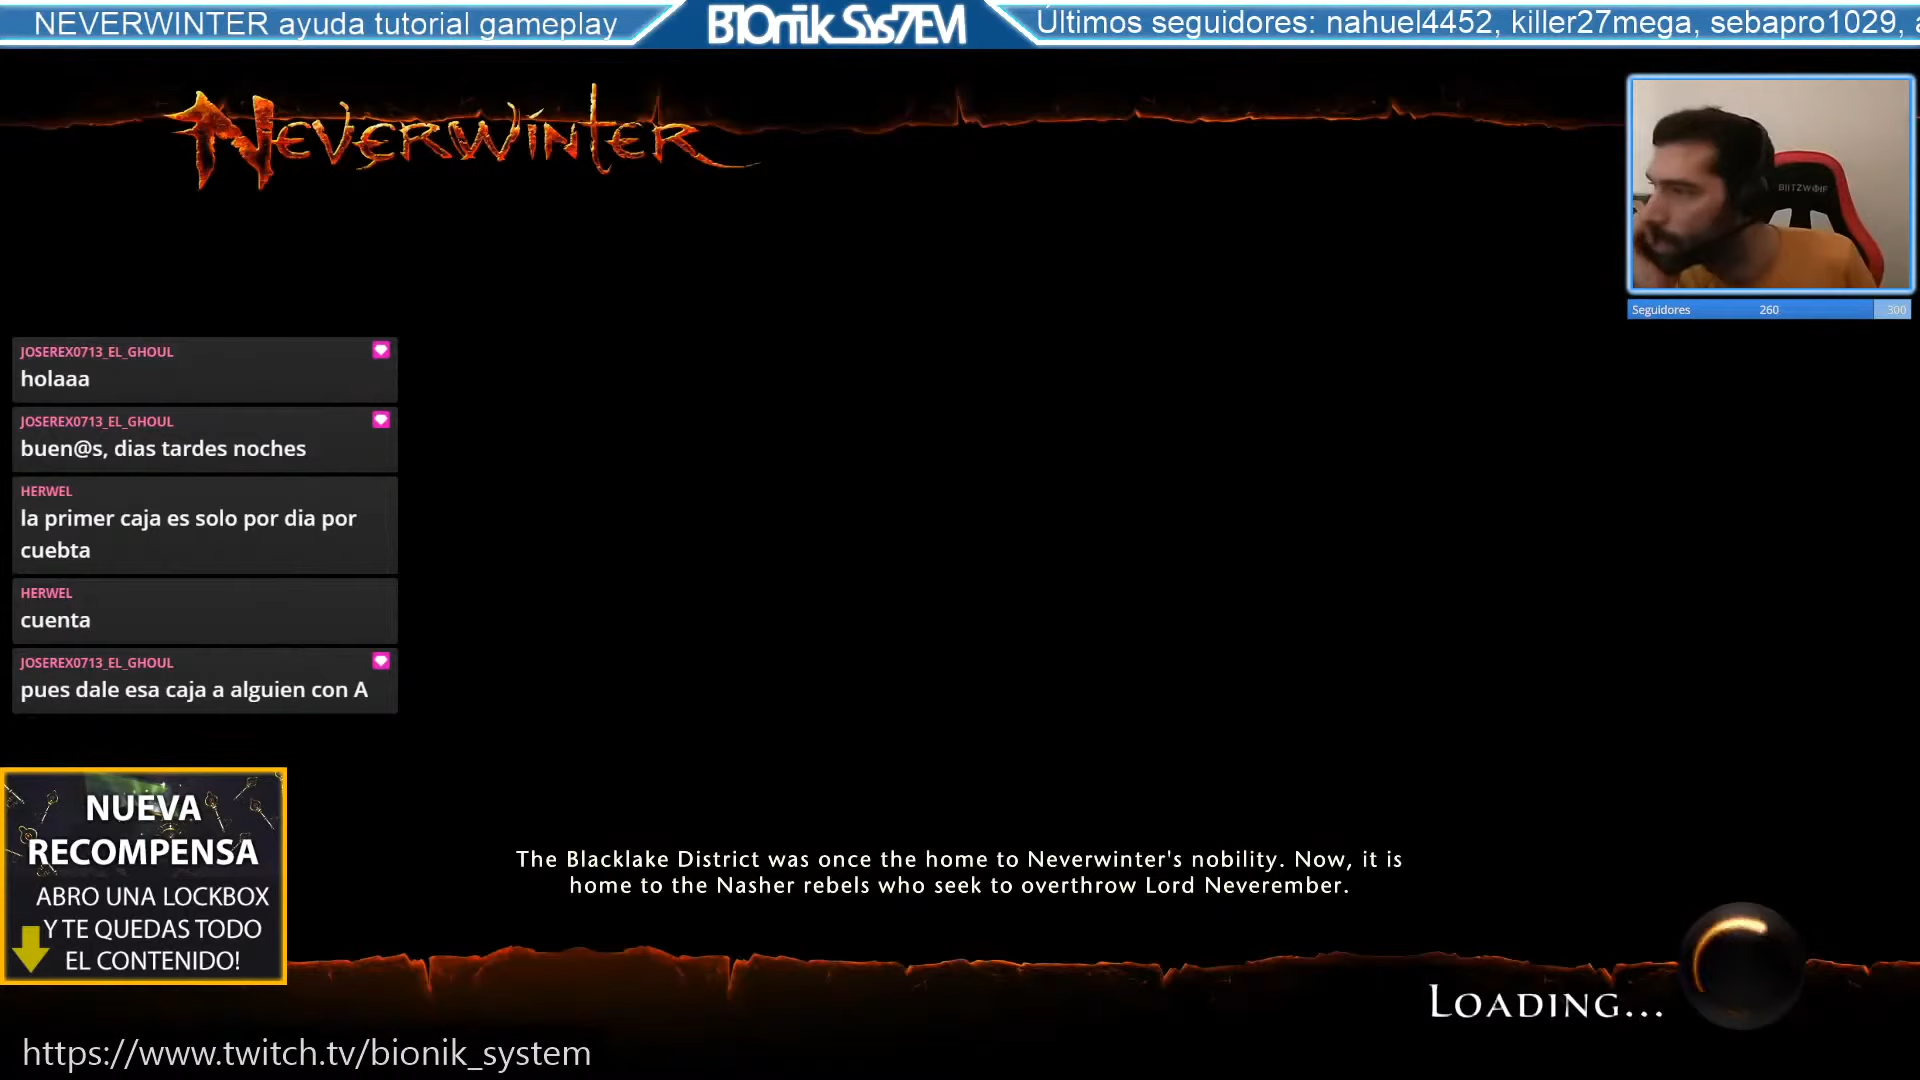 NEVERWINTER ayuda tutorial gameplay
BIOnik SyS7EM
Últimos seguidores: nahuel4452, killer27mega, sebapro1029,
NEVERWINTER
BlITZWOlF
Seguidores 260 300
JOSEREX0713_EL_GHOUL
holaaa
JOSEREX0713_EL_GHOUL
buen@s, dias tardes noches
HERWEL
la primer caja es solo por dia por
cuebta
HERWEL
cuenta
JOSEREX0713_EL_GHOUL
pues dale esa caja a alguien con A
NUEVA
RECOMPENSA
ABRO UNA LOCKBOX
Y TE QUEDAS TODO
EL CONTENIDO!
The Blacklake District was once the home to Neverwinter's nobility. Now, it is
home to the Nasher rebels who seek to overthrow Lord Neverember.
LOADING...
https://www.twitch.tv/bionik_system